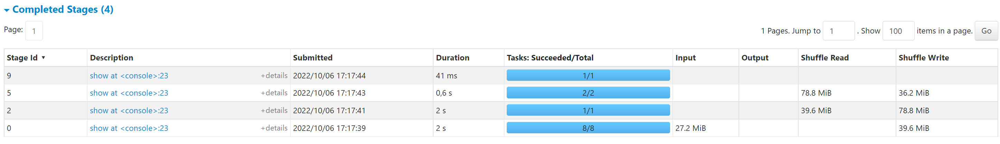 Completed Stages (4)
Page: 1 1 Pages. Jump to 1 . Show 100 items in a page. Go
Stage Id ▼ Description Submitted Duration Tasks: Succeeded/Total Input Output Shuffle Read Shuffle Write
9 show at <console>:23 +details 2022/10/06 17:17:44 41 ms 1/1
5 show at <console>:23 +details 2022/10/06 17:17:43 0,6 s 2/2 78.8 MiB 36.2 MiB
2 show at <console>:23 +details 2022/10/06 17:17:41 2 s 1/1 39.6 MiB 78.8 MiB
0 show at <console>:23 +details 2022/10/06 17:17:39 2 s 8/8 27.2 MiB 39.6 MiB